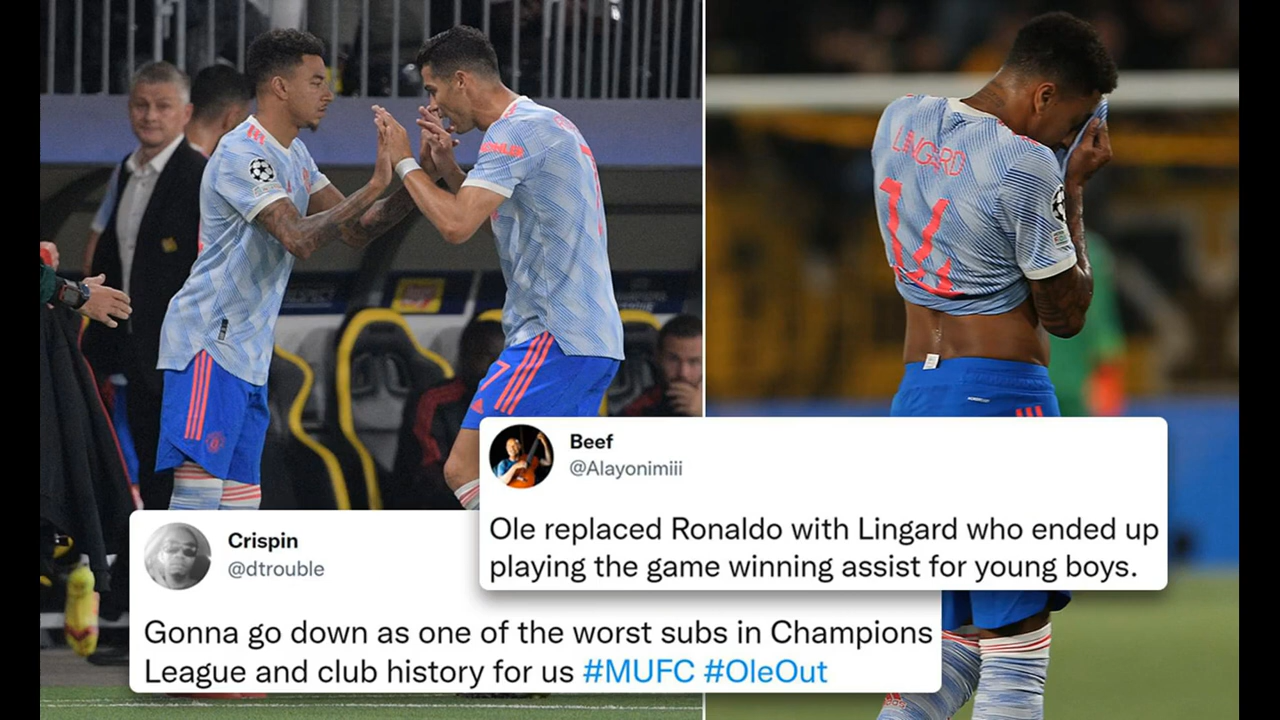 LINGARD
14
7
Beef
@Alayonimiii
Ole replaced Ronaldo with Lingard who ended up
playing the game winning assist for young boys.
Crispin
@dtrouble
Gonna go down as one of the worst subs in Champions
League and club history for us #MUFC #OleOut